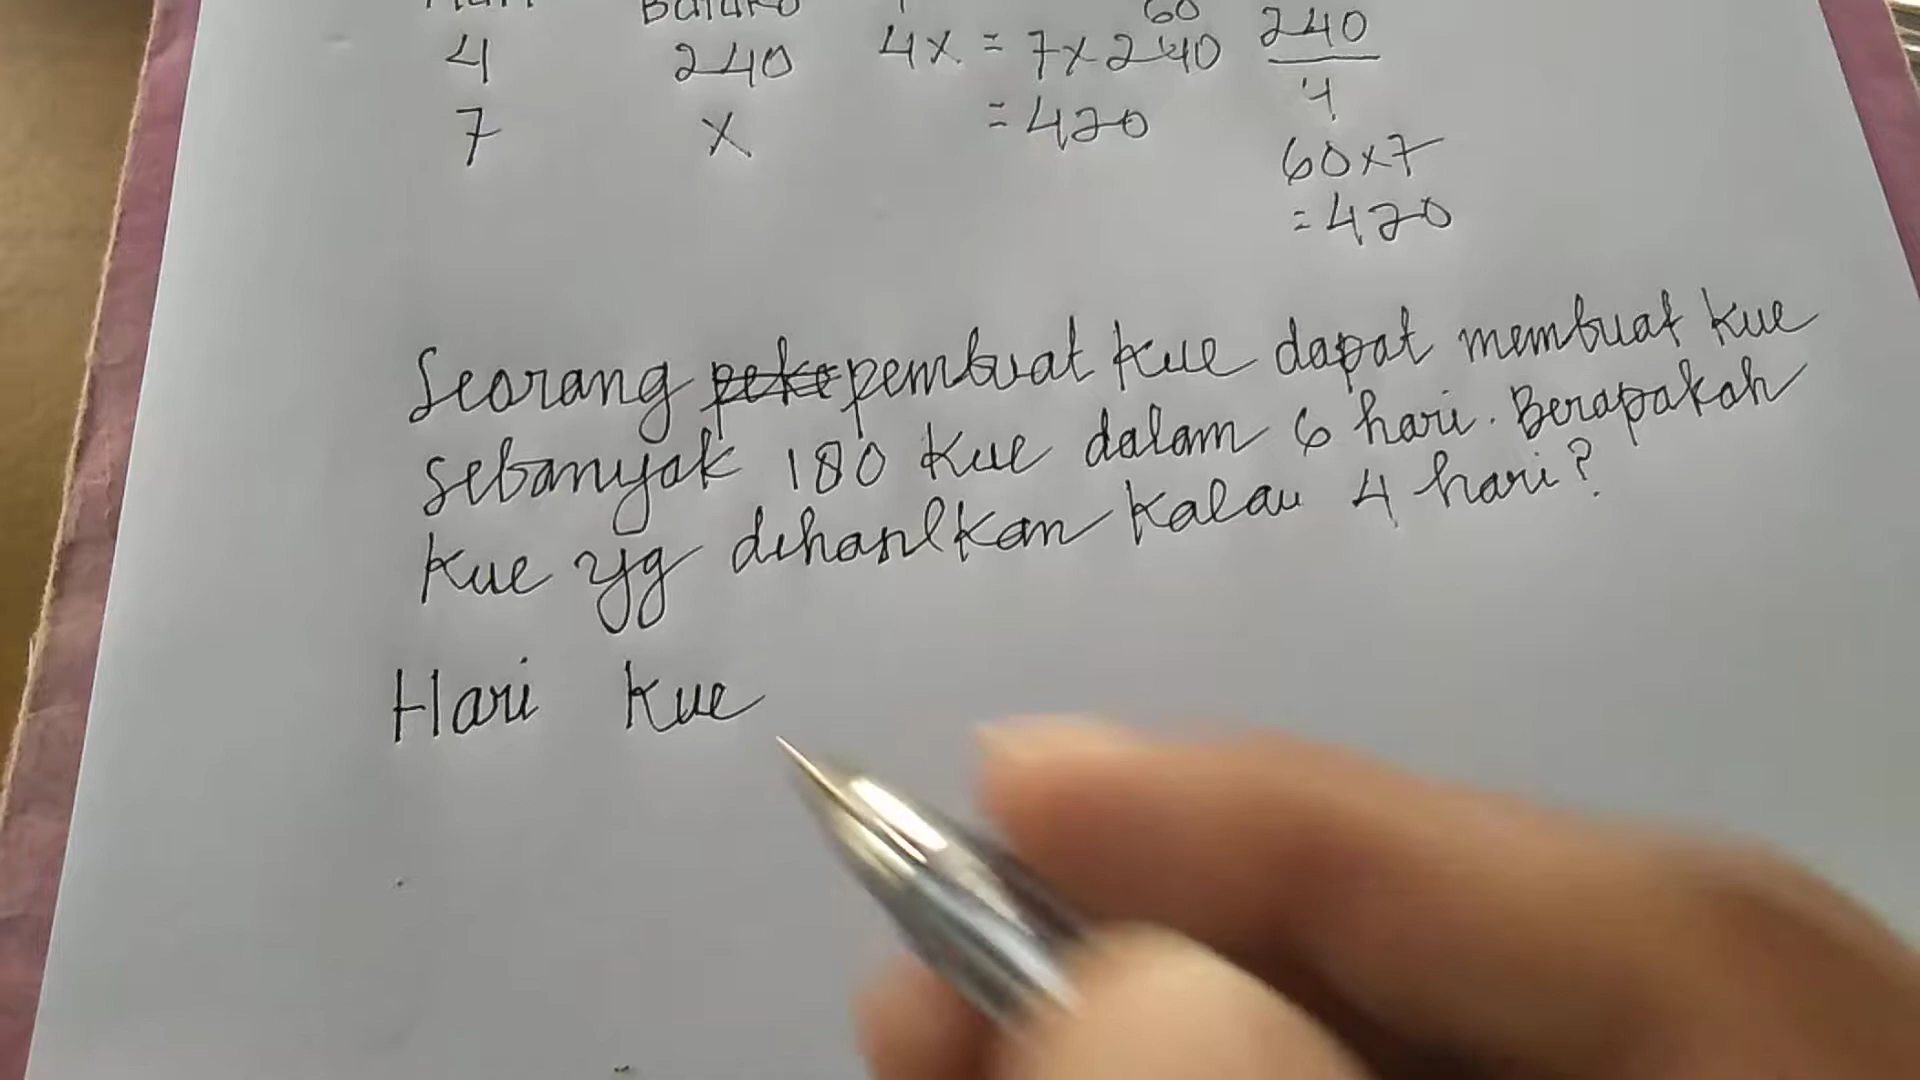 60 240
4 240 4x = 7x240
7 x = 420 4
60x7
= 420
Seorang pembuat kue dapat membuat kue
sebanyak 180 kue dalam 6 hari. Berapakah
kue yg dihasilkan kalau 4 hari?
Hari Kue